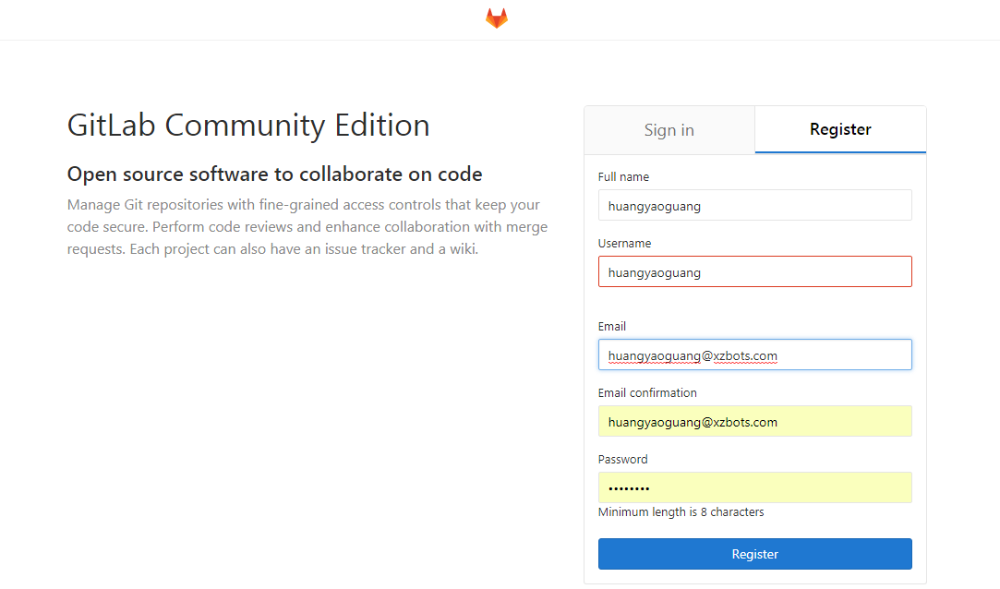 GitLab Community Edition
Open source software to collaborate on code
Manage Git repositories with fine-grained access controls that keep your
code secure. Perform code reviews and enhance collaboration with merge
requests. Each project can also have an issue tracker and a wiki.
Sign in
Register
Full name
huangyaoguang
Username
huangyaoguang
Email
huangyaoguang@xzbots.com
Email confirmation
huangyaoguang@xzbots.com
Password
••••••••
Minimum length is 8 characters
Register